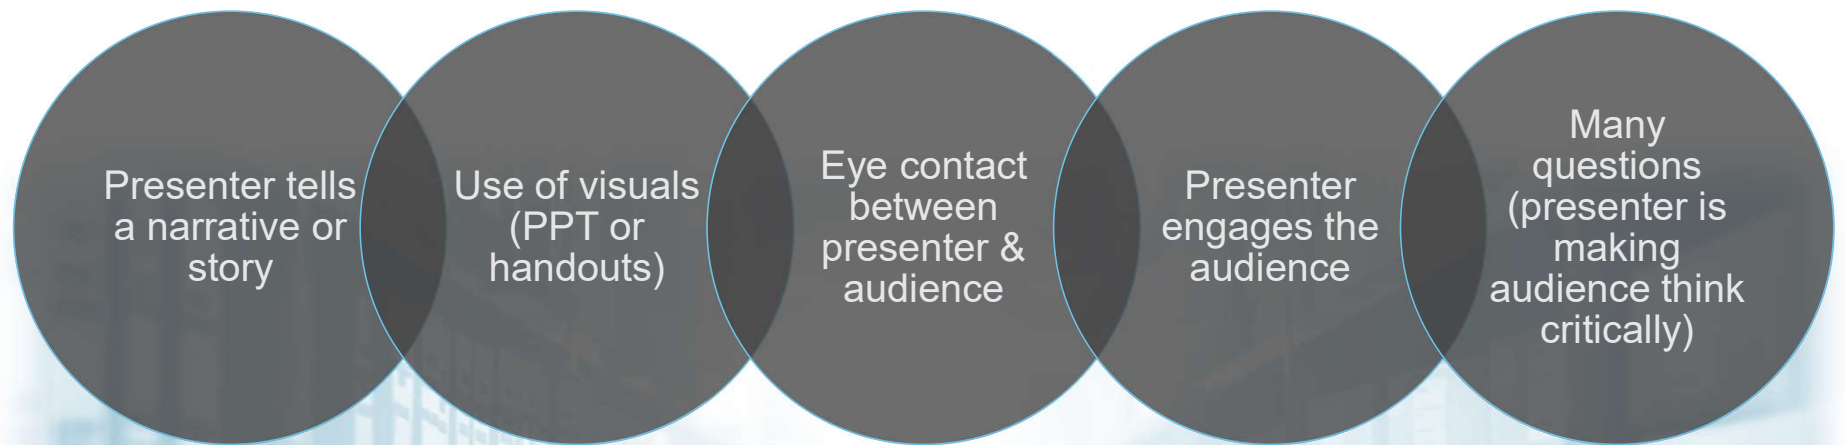 Presenter tells
a narrative or
story
Use of visuals
(PPT or
handouts)
Eye contact
between
presenter &
audience
Presenter
engages the
audience
Many
questions
(presenter is
making
audience think
critically)